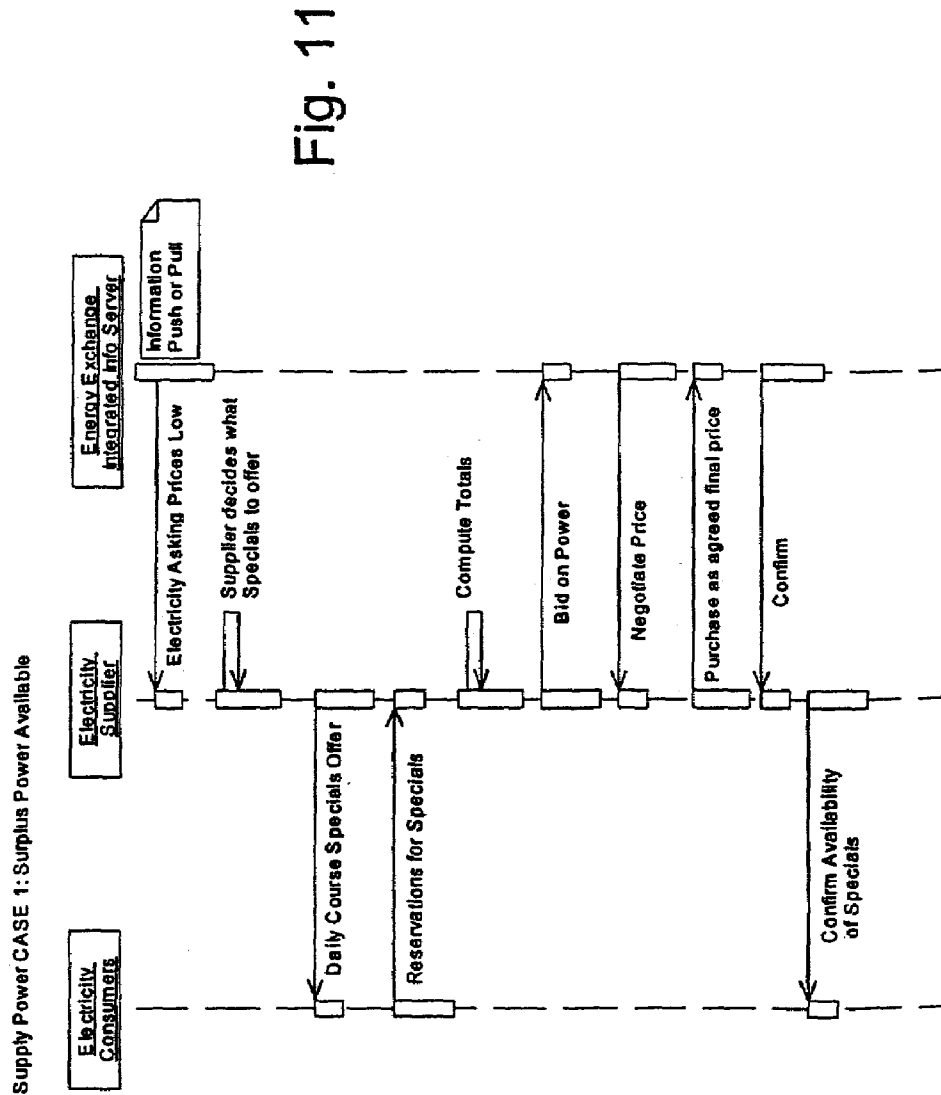 Supply Power CASE 1: Surplus Power Available
Electricity
Consumers
Electricity
Supplier
Energy Exchange
Integrated Info Server
Information
Push or Pull
Electricity Asking Prices Low
Supplier decides what
Specials to offer
Daily Course Specials Offer
Reservations for Specials
Compute Totals
Bid on Power
Negotiate Price
Purchase as agreed final price
Confirm
Confirm Availability
of Specials
Fig. 11